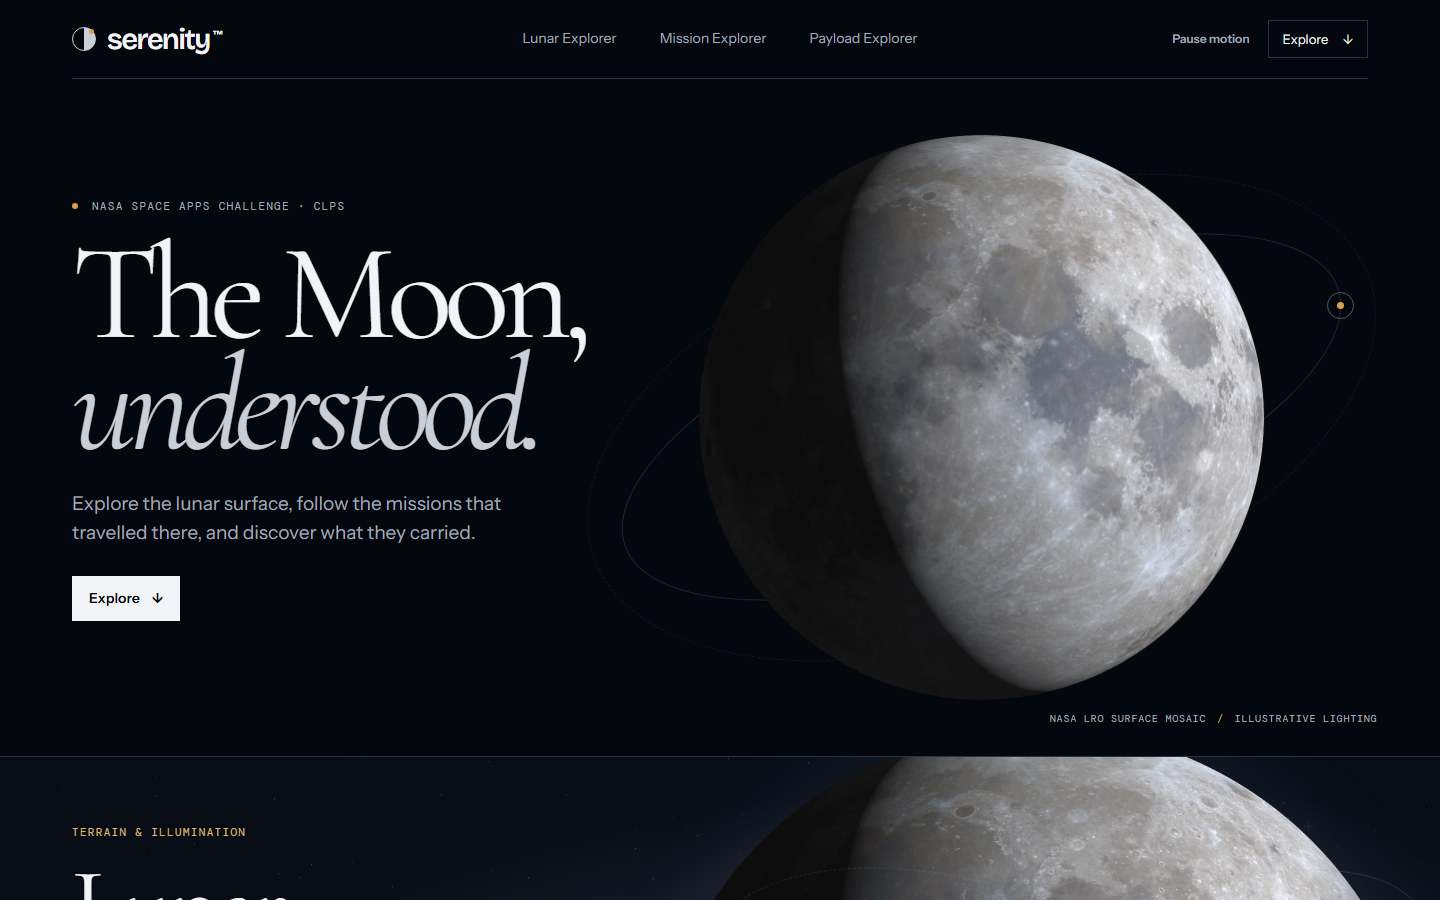 serenity™
Lunar Explorer
Mission Explorer
Payload Explorer
Pause motion
Explore ↓
NASA SPACE APPS CHALLENGE · CLPS
The Moon,
understood.
Explore the lunar surface, follow the missions that
travelled there, and discover what they carried.
Explore ↓
NASA LRO SURFACE MOSAIC / ILLUSTRATIVE LIGHTING
TERRAIN & ILLUMINATION
Lunar